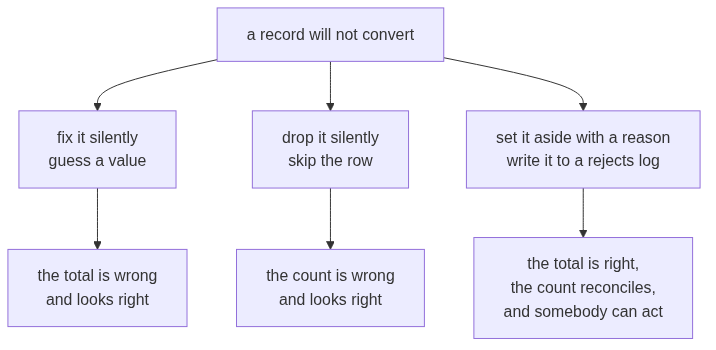 a record will not convert
fix it silently
guess a value
drop it silently
skip the row
set it aside with a reason
write it to a rejects log
the total is wrong
and looks right
the count is wrong
and looks right
the total is right,
the count reconciles,
and somebody can act